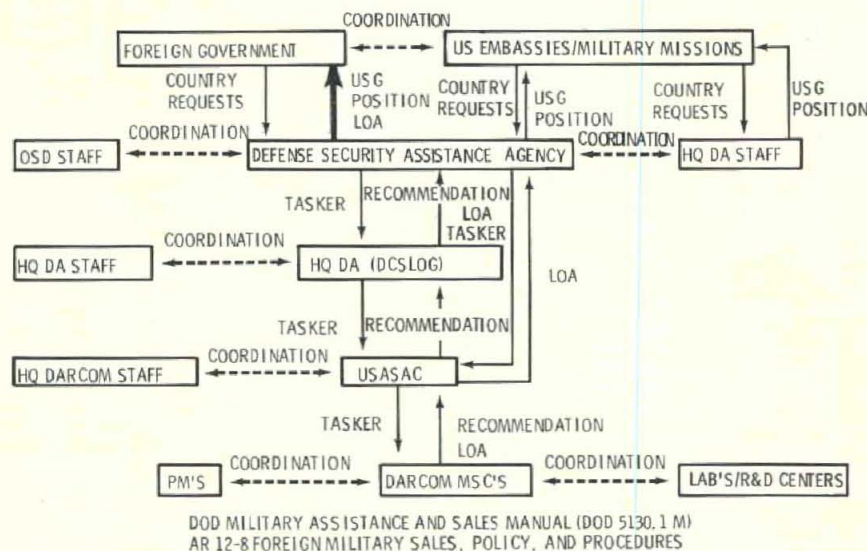 COORDINATION
FOREIGN GOVERNMENT
US EMBASSIES/MILITARY MISSIONS
COUNTRY
REQUESTS
USG
POSITION
LOA
COUNTRY
REQUESTS
USG
POSITION
COUNTRY
REQUESTS
USG
POSITION
COORDINATION
COORDINATION
OSD STAFF
DEFENSE SECURITY ASSISTANCE AGENCY
HQ DA STAFF
TASKER
RECOMMENDATION
LOA
TASKER
COORDINATION
HQ DA STAFF
HQ DA (DCSLOG)
LOA
TASKER
RECOMMENDATION
COORDINATION
HQ DARCOM STAFF
USASAC
TASKER
RECOMMENDATION
LOA
COORDINATION
COORDINATION
PM'S
DARCOM MSC'S
LAB'S/R&D CENTERS
DOD MILITARY ASSISTANCE AND SALES MANUAL (DOD 5130.1 M)
AR 12-8 FOREIGN MILITARY SALES, POLICY, AND PROCEDURES